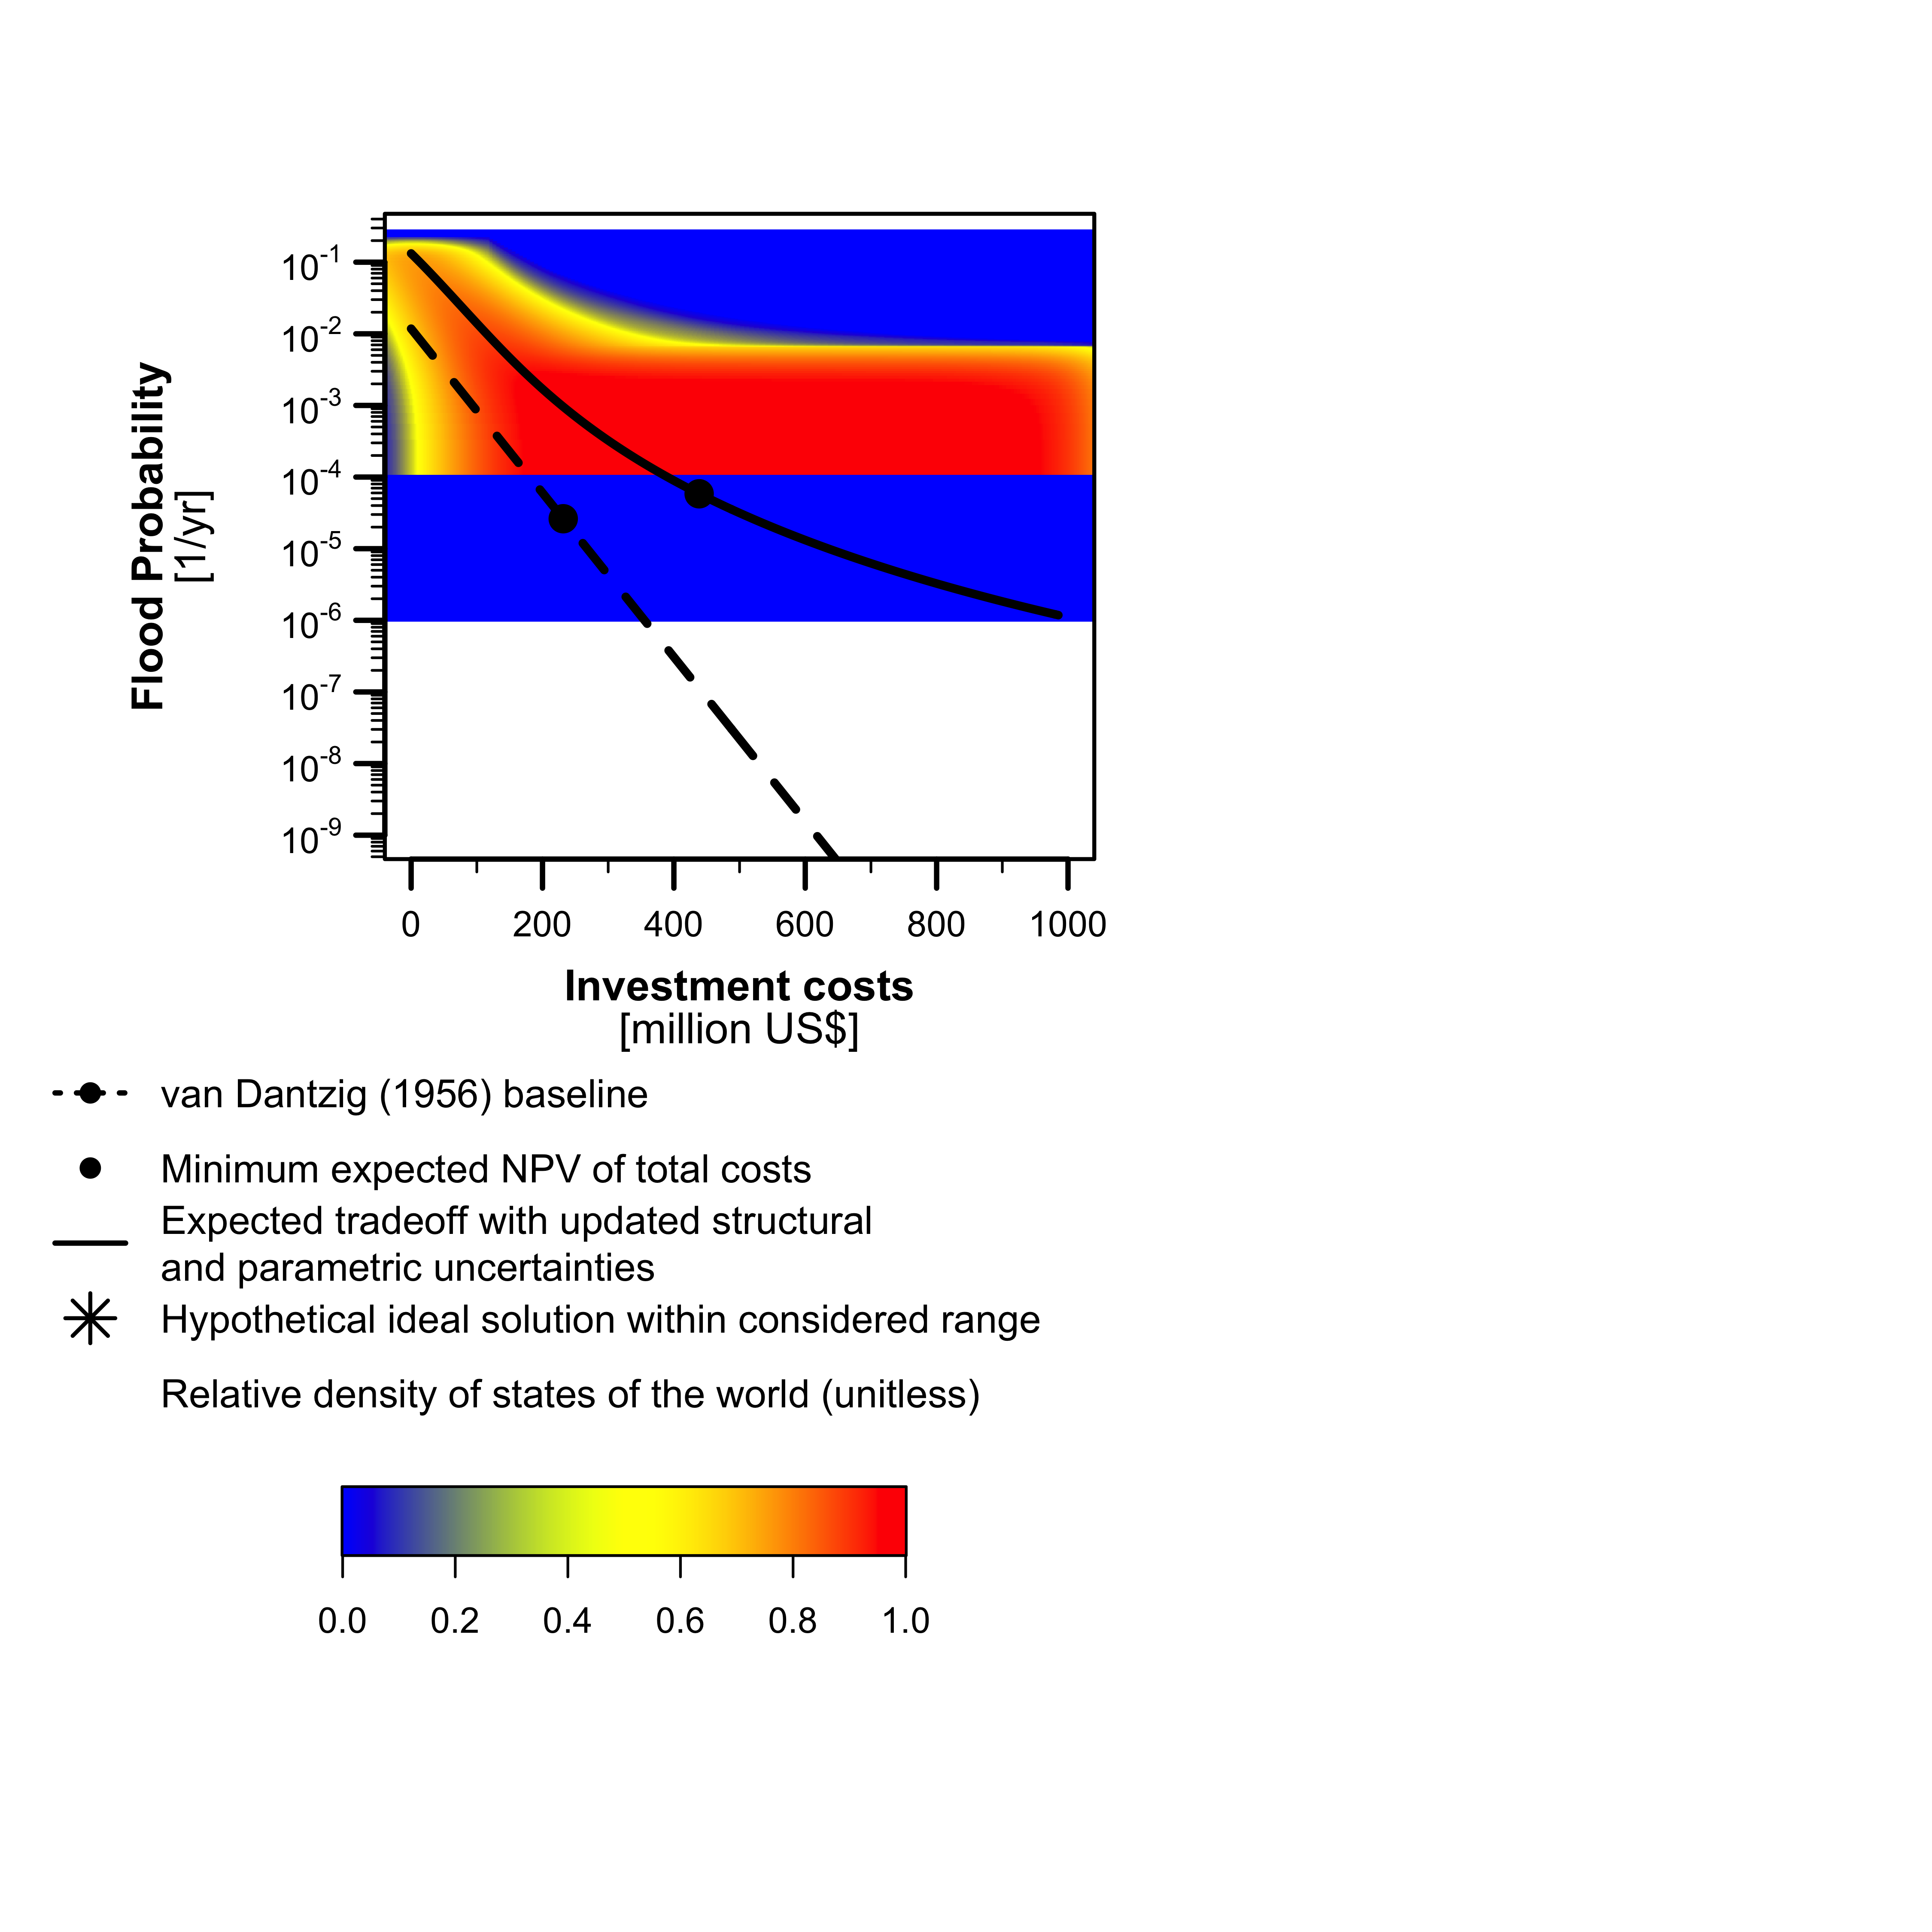 Flood Probability
[1/yr]
10-1
10-2
10-3
10-4
10-5
10-6
10-7
10-8
10-9
0 200 400 600 800 1000
Investment costs
[million US$]
van Dantzig (1956) baseline
Minimum expected NPV of total costs
Expected tradeoff with updated structural
and parametric uncertainties
Hypothetical ideal solution within considered range
Relative density of states of the world (unitless)
0.0 0.2 0.4 0.6 0.8 1.0